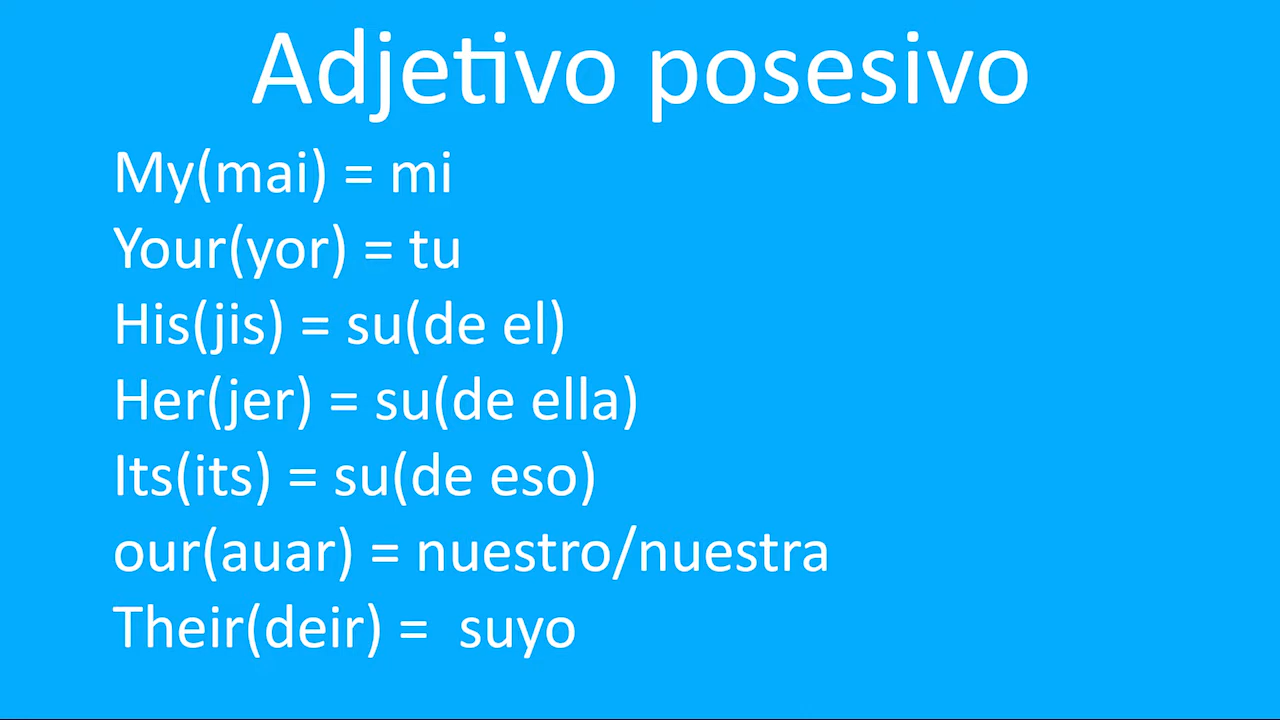 Adjetivo posesivo
My(mai) = mi
Your(yor) = tu
His(jis) = su(de el)
Her(jer) = su(de ella)
Its(its) = su(de eso)
our(auar) = nuestro/nuestra
Their(deir) =  suyo